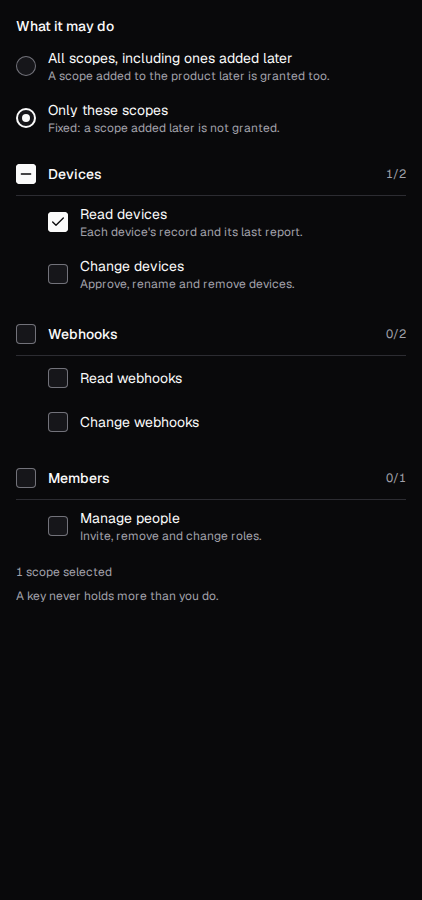 What it may do
All scopes, including ones added later
A scope added to the product later is granted too.
Only these scopes
Fixed: a scope added later is not granted.
Devices 1/2
Read devices
Each device's record and its last report.
Change devices
Approve, rename and remove devices.
Webhooks 0/2
Read webhooks
Change webhooks
Members 0/1
Manage people
Invite, remove and change roles.
1 scope selected
A key never holds more than you do.